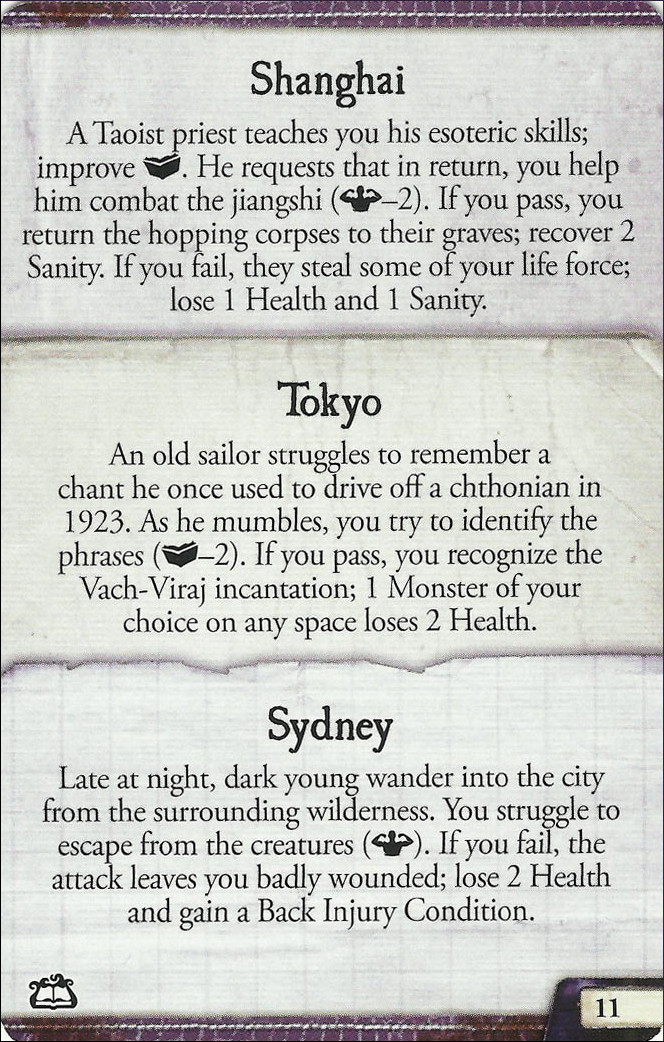 Shanghai
A Taoist priest teaches you his esoteric skills;
improve . He requests that in return, you help
him combat the jiangshi (–2). If you pass, you
return the hopping corpses to their graves; recover 2
Sanity. If you fail, they steal some of your life force;
lose 1 Health and 1 Sanity.
Tokyo
An old sailor struggles to remember a
chant he once used to drive off a chthonian in
1923. As he mumbles, you try to identify the
phrases (–2). If you pass, you recognize the
Vach-Viraj incantation; 1 Monster of your
choice on any space loses 2 Health.
Sydney
Late at night, dark young wander into the city
from the surrounding wilderness. You struggle to
escape from the creatures (). If you fail, the
attack leaves you badly wounded; lose 2 Health
and gain a Back Injury Condition.
11